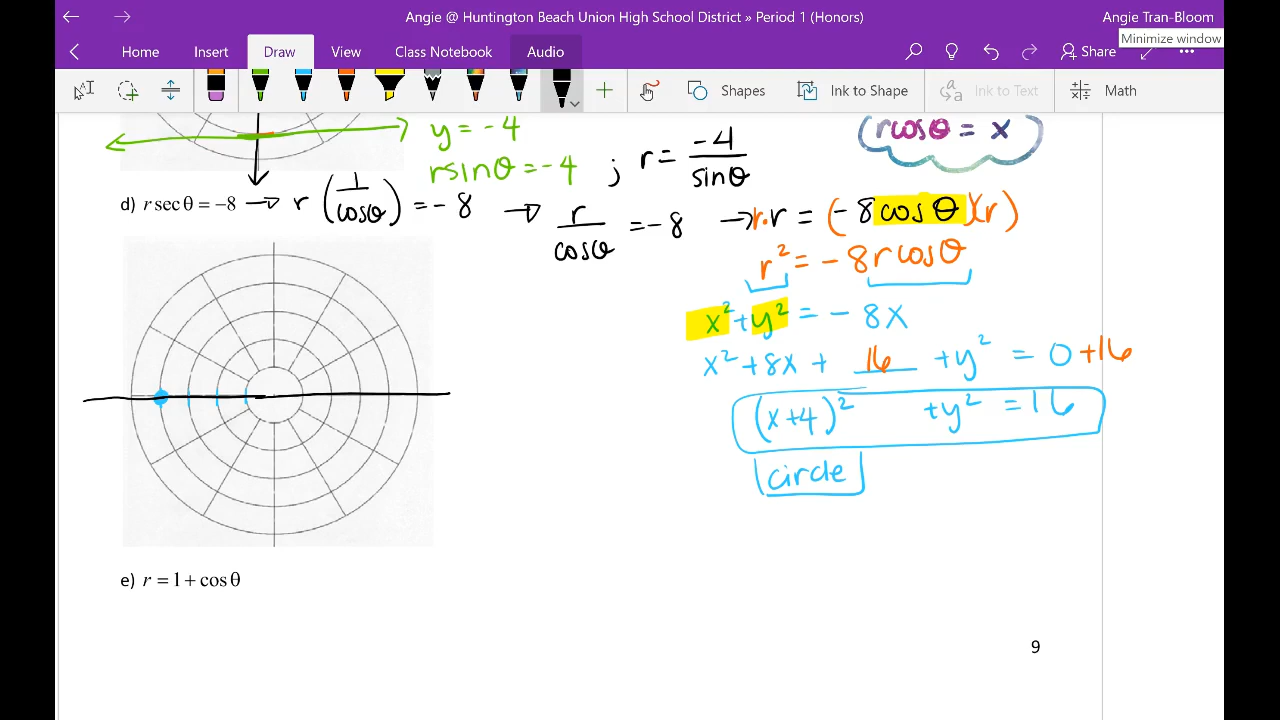 Angie @ Huntington Beach Union High School District » Period 1 (Honors)
Angie Tran-Bloom
Minimize window
Home Insert Draw View Class Notebook Audio Share
Shapes Ink to Shape Ink to Text Math
y = -4
rcosθ = x
rsinθ = -4 ; r = -4/sinθ
d) r sec θ = −8 → r (1/cosθ) = -8 → r/cosθ = -8 → r·r = (-8 cos θ)(r)
r² = -8rcosθ
x² + y² = -8x
x² + 8x + 16 + y² = 0 + 16
(x+4)² + y² = 16
circle
e) r = 1 + cos θ
9